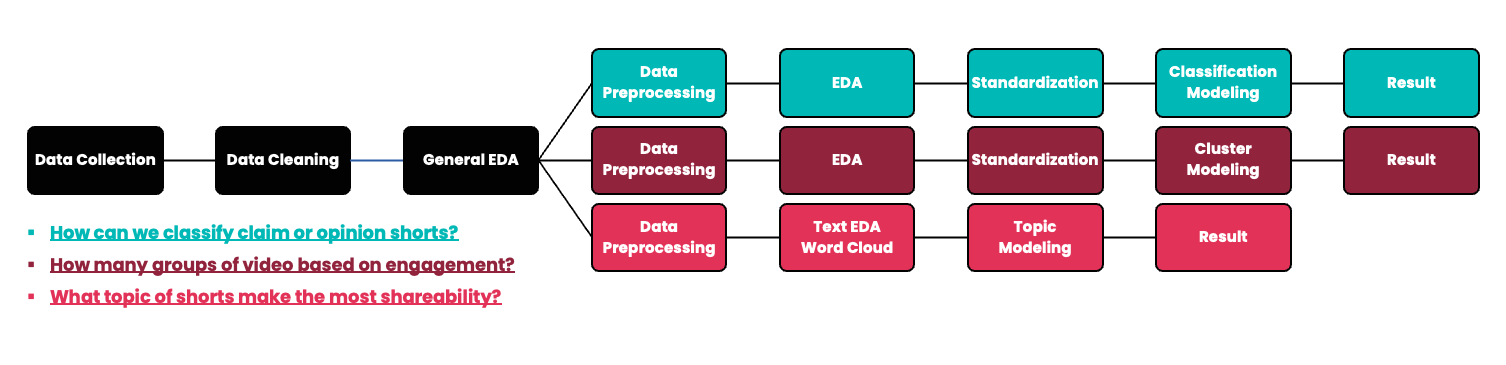 Data Collection
Data Cleaning
General EDA
Data
Preprocessing
EDA
Standardization
Classification
Modeling
Result
Data
Preprocessing
EDA
Standardization
Cluster
Modeling
Result
Data
Preprocessing
Text EDA
Word Cloud
Topic
Modeling
Result
▪ How can we classify claim or opinion shorts?
▪ How many groups of video based on engagement?
▪ What topic of shorts make the most shareability?